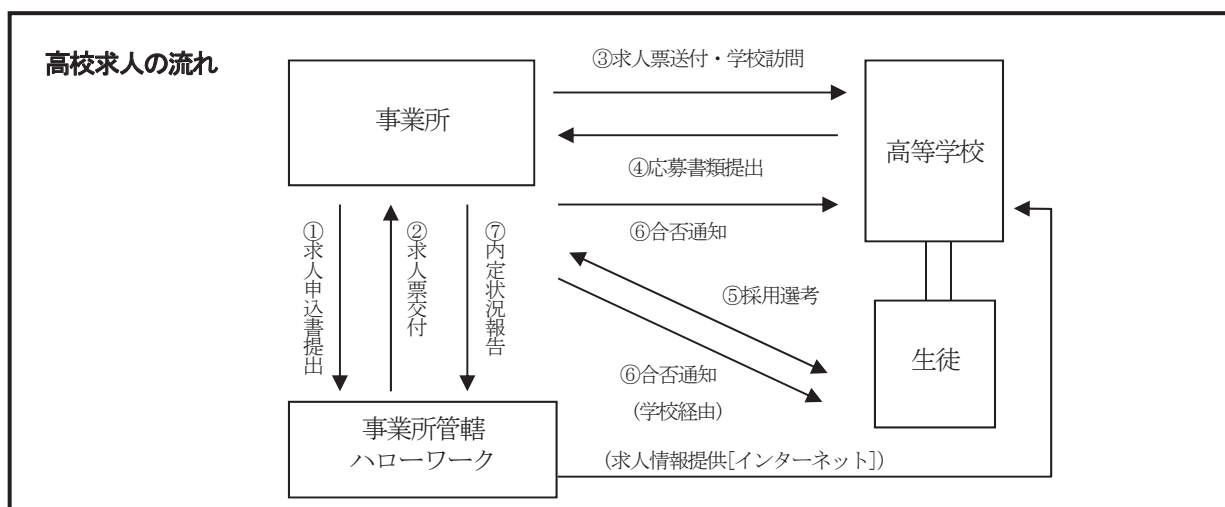 高校求人の流れ
③求人票送付・学校訪問
事業所
高等学校
④応募書類提出
⑥合否通知
①求人申込書提出
②求人票交付
⑦内定状況報告
⑤採用選考
生徒
⑥合否通知
(学校経由)
事業所管轄
ハローワーク
(求人情報提供[インターネット])